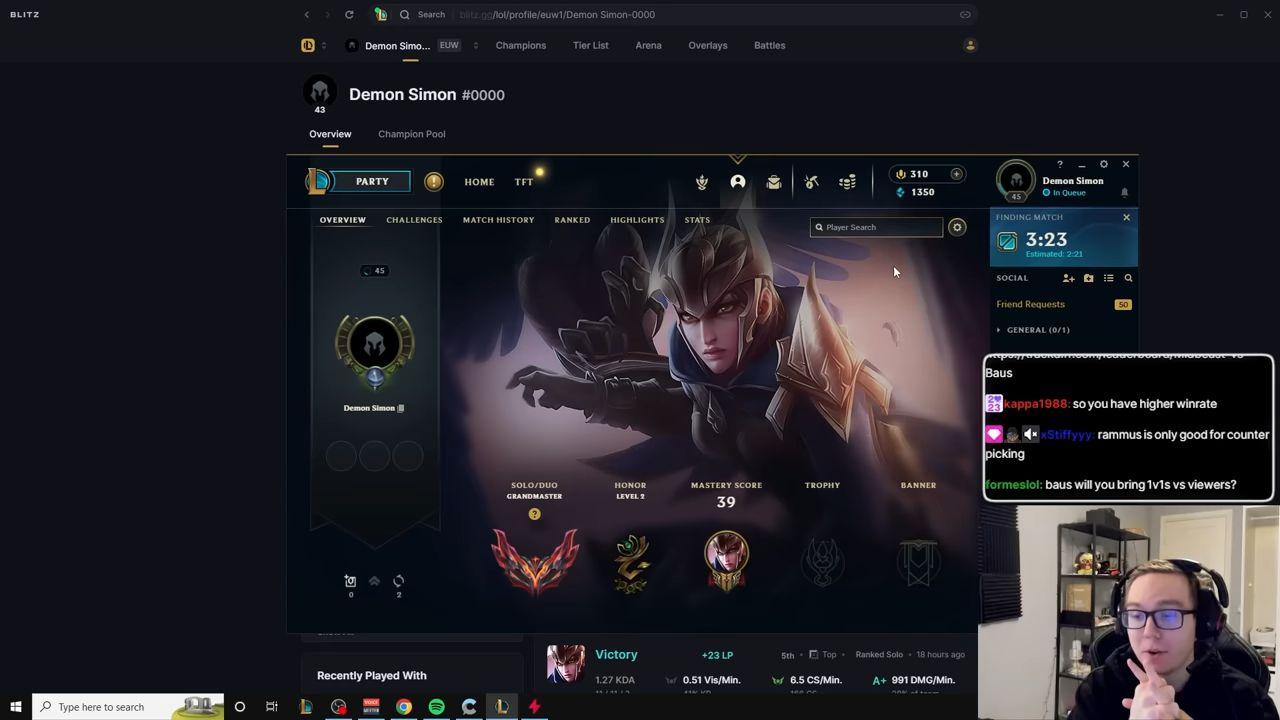 BLITZ
Search blitz.gg/lol/profile/euw1/Demon Simon-0000
Demon Simo... EUW Champions Tier List Arena Overlays Battles
43
Demon Simon #0000
Overview Champion Pool
PARTY HOME TFT 310 1350
45 Demon Simon
In Queue
OVERVIEW CHALLENGES MATCH HISTORY RANKED HIGHLIGHTS STATS
Player Search
FINDING MATCH
3:23
Estimated: 2:21
SOCIAL
Friend Requests 50
GENERAL (0/1)
45
Demon Simon
SOLO/DUO
GRANDMASTER
HONOR
LEVEL 2
MASTERY SCORE
39
TROPHY
BANNER
0 2
Baus
kappa1988: so you have higher winrate
xStiffyyy: rammus is only good for counter
picking
formeslol: baus will you bring 1v1s vs viewers?
Victory +23 LP 5th • Top • Ranked Solo • 18 hours ago
1.27 KDA 0.51 Vis/Min. 6.5 CS/Min. A+ 991 DMG/Min.
Recently Played With
Type here to search